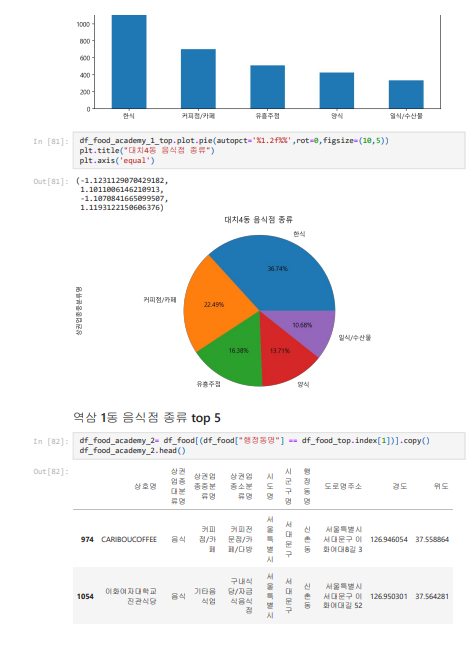 1000
800
600
400
200
0
한식 커피점/카페 유흥주점 양식 일식/수산물
In [81]: df_food_academy_1_top.plot.pie(autopct='%1.2f%%',rot=0,figsize=(10,5))
plt.title("대치4동 음식점 종류")
plt.axis('equal')
Out[81]: (-1.1231129070429182,
1.1011006146210913,
-1.1070841665099507,
1.1193122150606376)
대치4동 음식점 종류
한식
36.74%
커피점/카페
22.49%
상권업종중분류명
10.68%
일식/수산물
16.38%
13.71%
유흥주점
양식
역삼 1동 음식점 종류 top 5
In [82]: df_food_academy_2= df_food[(df_food["행정동명"] == df_food_top.index[1])].copy()
df_food_academy_2.head()
Out[82]:
상호명 상권업종대분류명 상권업종중분류명 상권업종소분류명 시도명 시군구명 행정동명 도로명주소 경도 위도
974 CARIBOUCOFFEE 음식 커피점/카페 커피전문점/카페/다방 서울특별시 서대문구 신촌동 서울특별시 서대문구 이화여대8길 3 126.946054 37.558864
1054 이화여자대학교진관식당 음식 기타음식업 구내식당/자급식음식점 서울특별시 서대문구 신촌동 서울특별시 서대문구 이화여대길 52 126.950301 37.564281